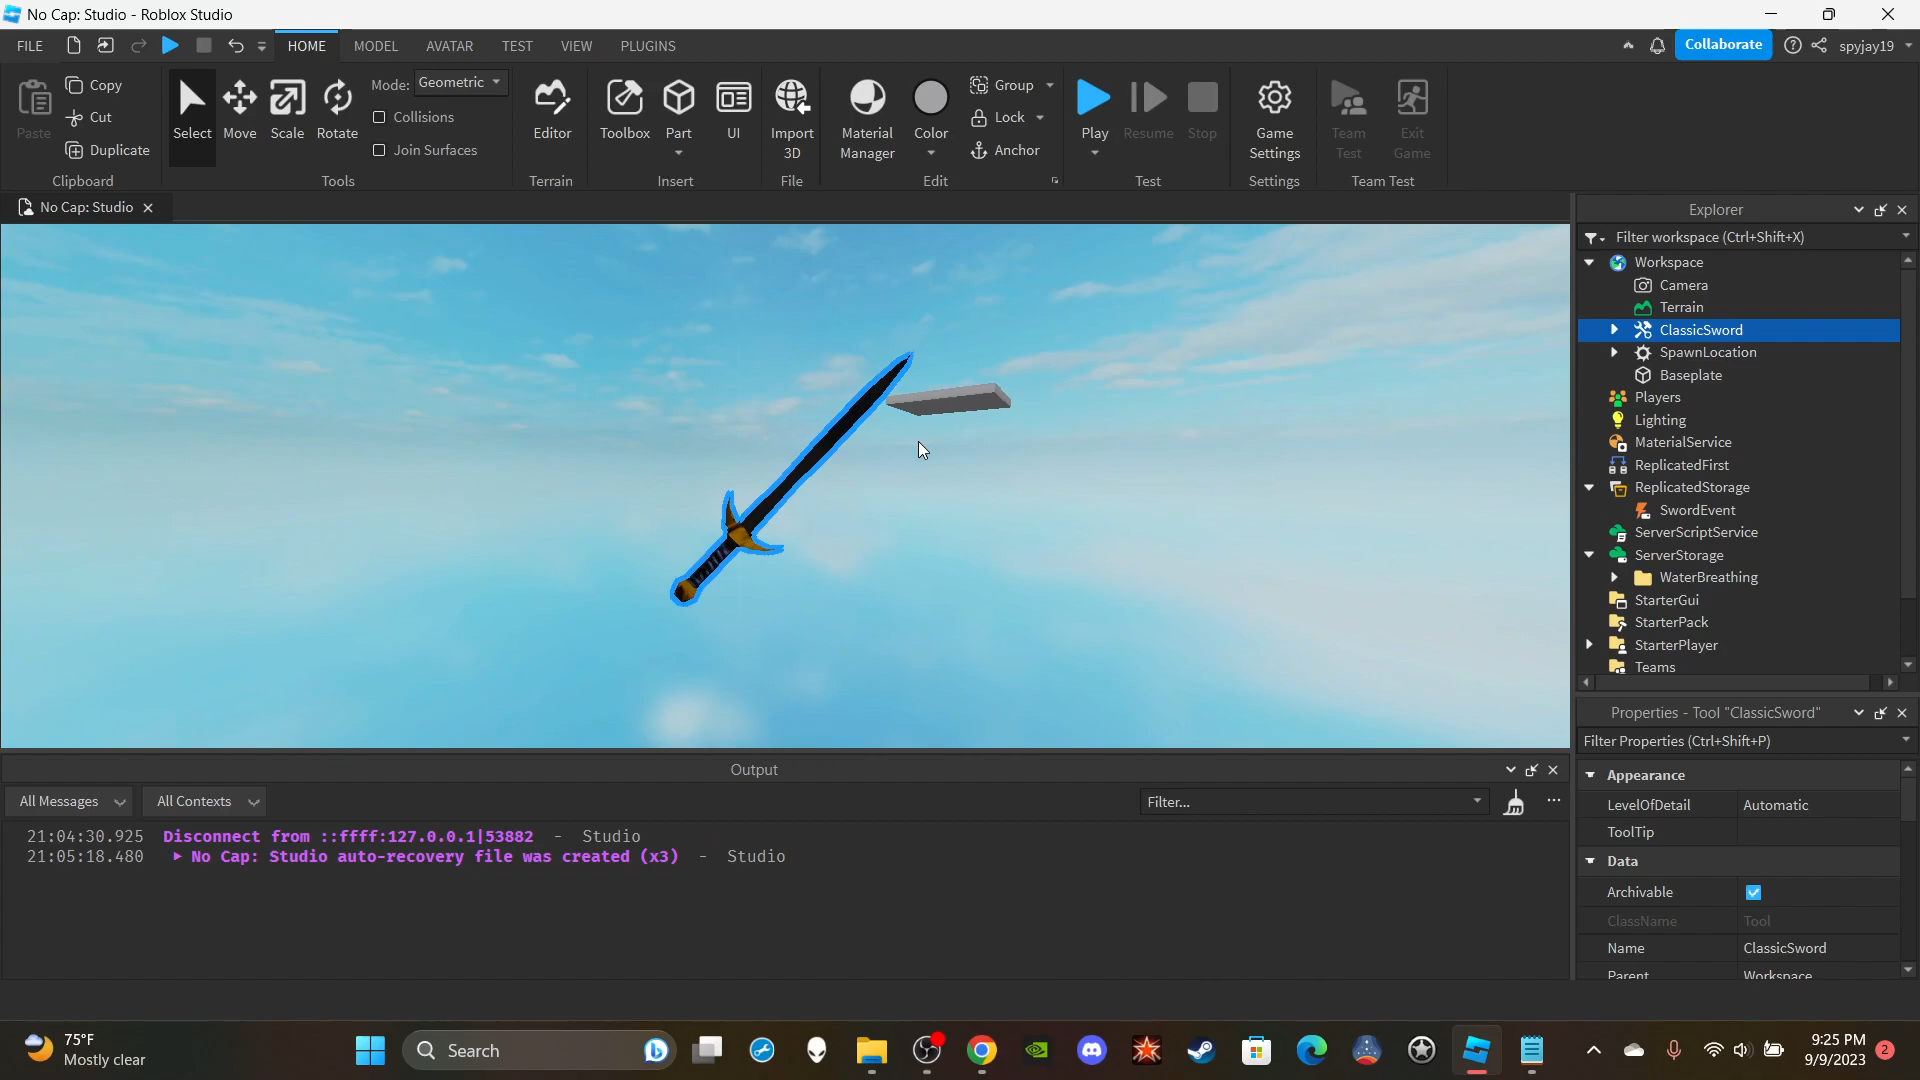 No Cap: Studio - Roblox Studio
FILE HOME MODEL AVATAR TEST VIEW PLUGINS Collaborate spyjay19
Paste Copy Cut Duplicate Clipboard
Select Move Scale Rotate Mode: Geometric Collisions Join Surfaces Tools
Editor Terrain
Toolbox Part UI Insert
Import 3D File
Material Manager Color Group Lock Anchor Edit
Play Resume Stop Test
Game Settings Settings
Team Test Exit Game Team Test
No Cap: Studio
Explorer
Filter workspace (Ctrl+Shift+X)
Workspace
Camera
Terrain
ClassicSword
SpawnLocation
Baseplate
Players
Lighting
MaterialService
ReplicatedFirst
ReplicatedStorage
SwordEvent
ServerScriptService
ServerStorage
WaterBreathing
StarterGui
StarterPack
StarterPlayer
Teams
Properties - Tool "ClassicSword"
Filter Properties (Ctrl+Shift+P)
Appearance
LevelOfDetail Automatic
ToolTip
Data
Archivable
ClassName Tool
Name ClassicSword
Parent Workspace
Output
All Messages All Contexts Filter...
21:04:30.925 Disconnect from ::ffff:127.0.0.1|53882 - Studio
21:05:18.480 No Cap: Studio auto-recovery file was created (x3) - Studio
75°F
Mostly clear
Search
9:25 PM
9/9/2023
2